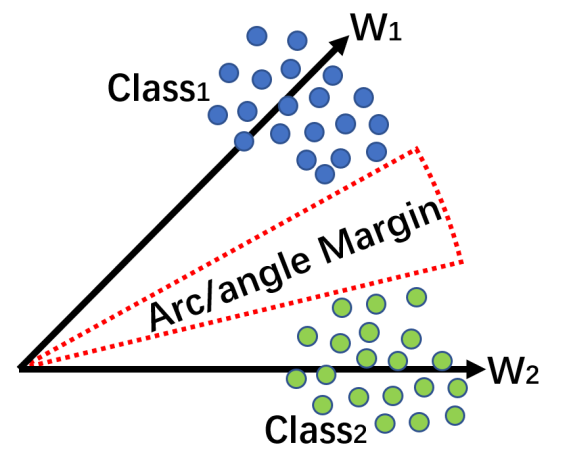 W₁
Class₁
Arc/angle Margin
W₂
Class₂